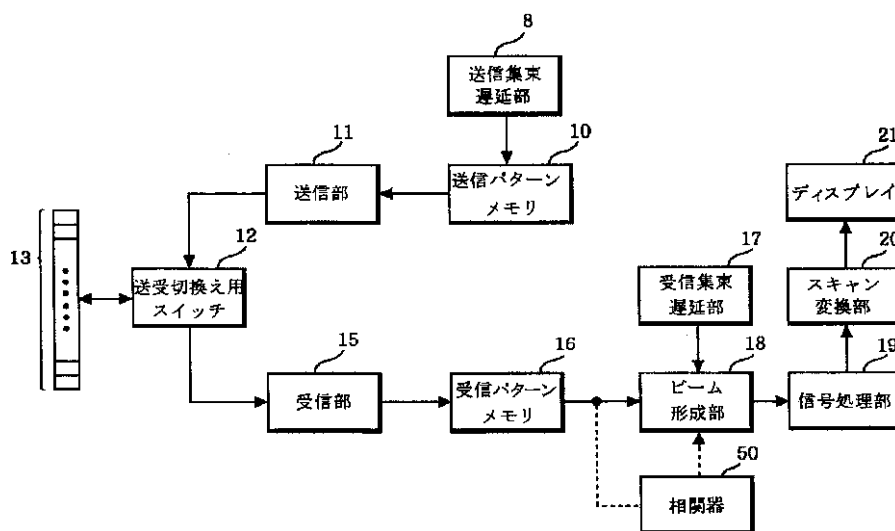 8
送信集束
遅延部
11
10
21
送信部
送信パターン
メモリ
ディスプレイ
13
12
17
20
送受切換え用
スイッチ
受信集束
遅延部
スキャン
変換部
15
16
18
19
受信部
受信パターン
メモリ
ビーム
形成部
信号処理部
50
相関器